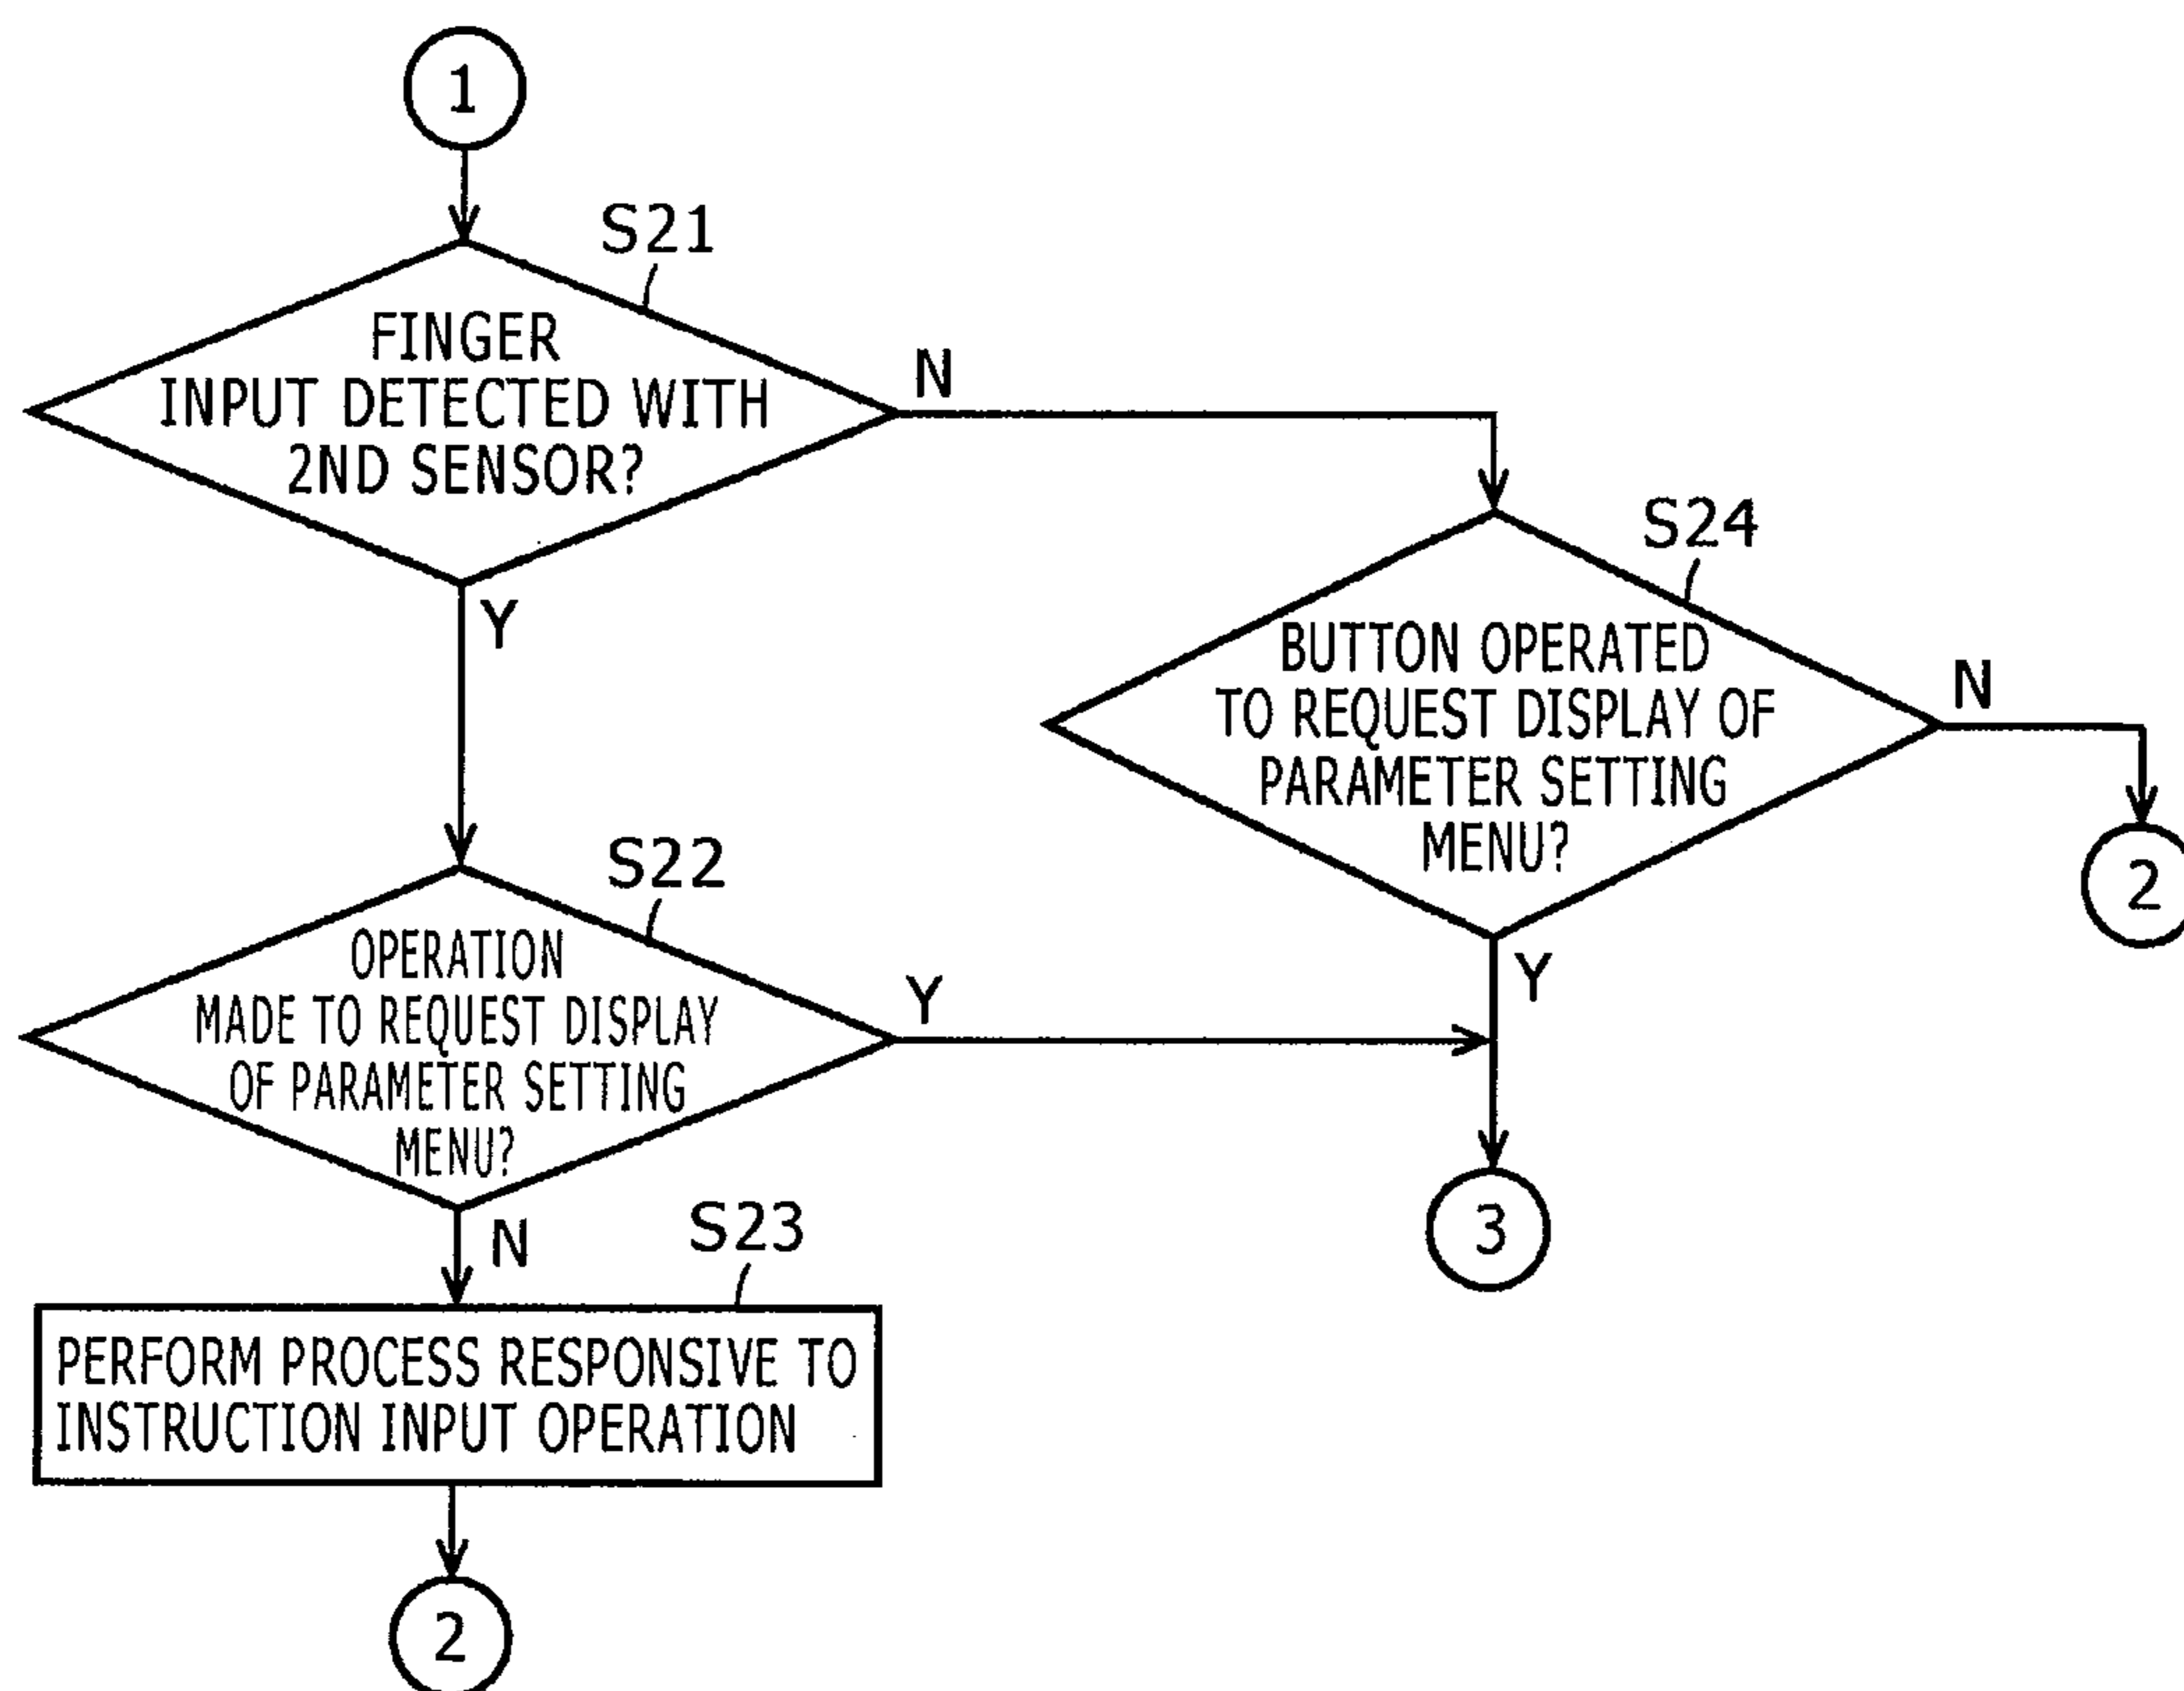 1
S21
FINGER
INPUT DETECTED WITH
2ND SENSOR?
N
Y
S24
BUTTON OPERATED
TO REQUEST DISPLAY OF
PARAMETER SETTING
MENU?
N
2
Y
S22
OPERATION
MADE TO REQUEST DISPLAY
OF PARAMETER SETTING
MENU?
Y
N
3
S23
PERFORM PROCESS RESPONSIVE TO
INSTRUCTION INPUT OPERATION
2